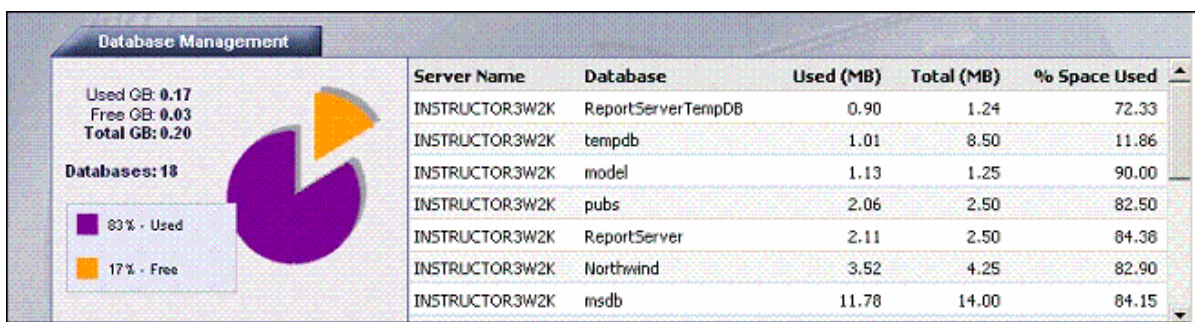 Database Management
Used GB: 0.17
Free GB: 0.03
Total GB: 0.20
Databases: 18
83% - Used
17% - Free
Server Name Database Used (MB) Total (MB) % Space Used
INSTRUCTOR3W2K ReportServerTempDB 0.90 1.24 72.33
INSTRUCTOR3W2K tempdb 1.01 8.50 11.86
INSTRUCTOR3W2K model 1.13 1.25 90.00
INSTRUCTOR3W2K pubs 2.06 2.50 82.50
INSTRUCTOR3W2K ReportServer 2.11 2.50 84.38
INSTRUCTOR3W2K Northwind 3.52 4.25 82.90
INSTRUCTOR3W2K msdb 11.78 14.00 84.15